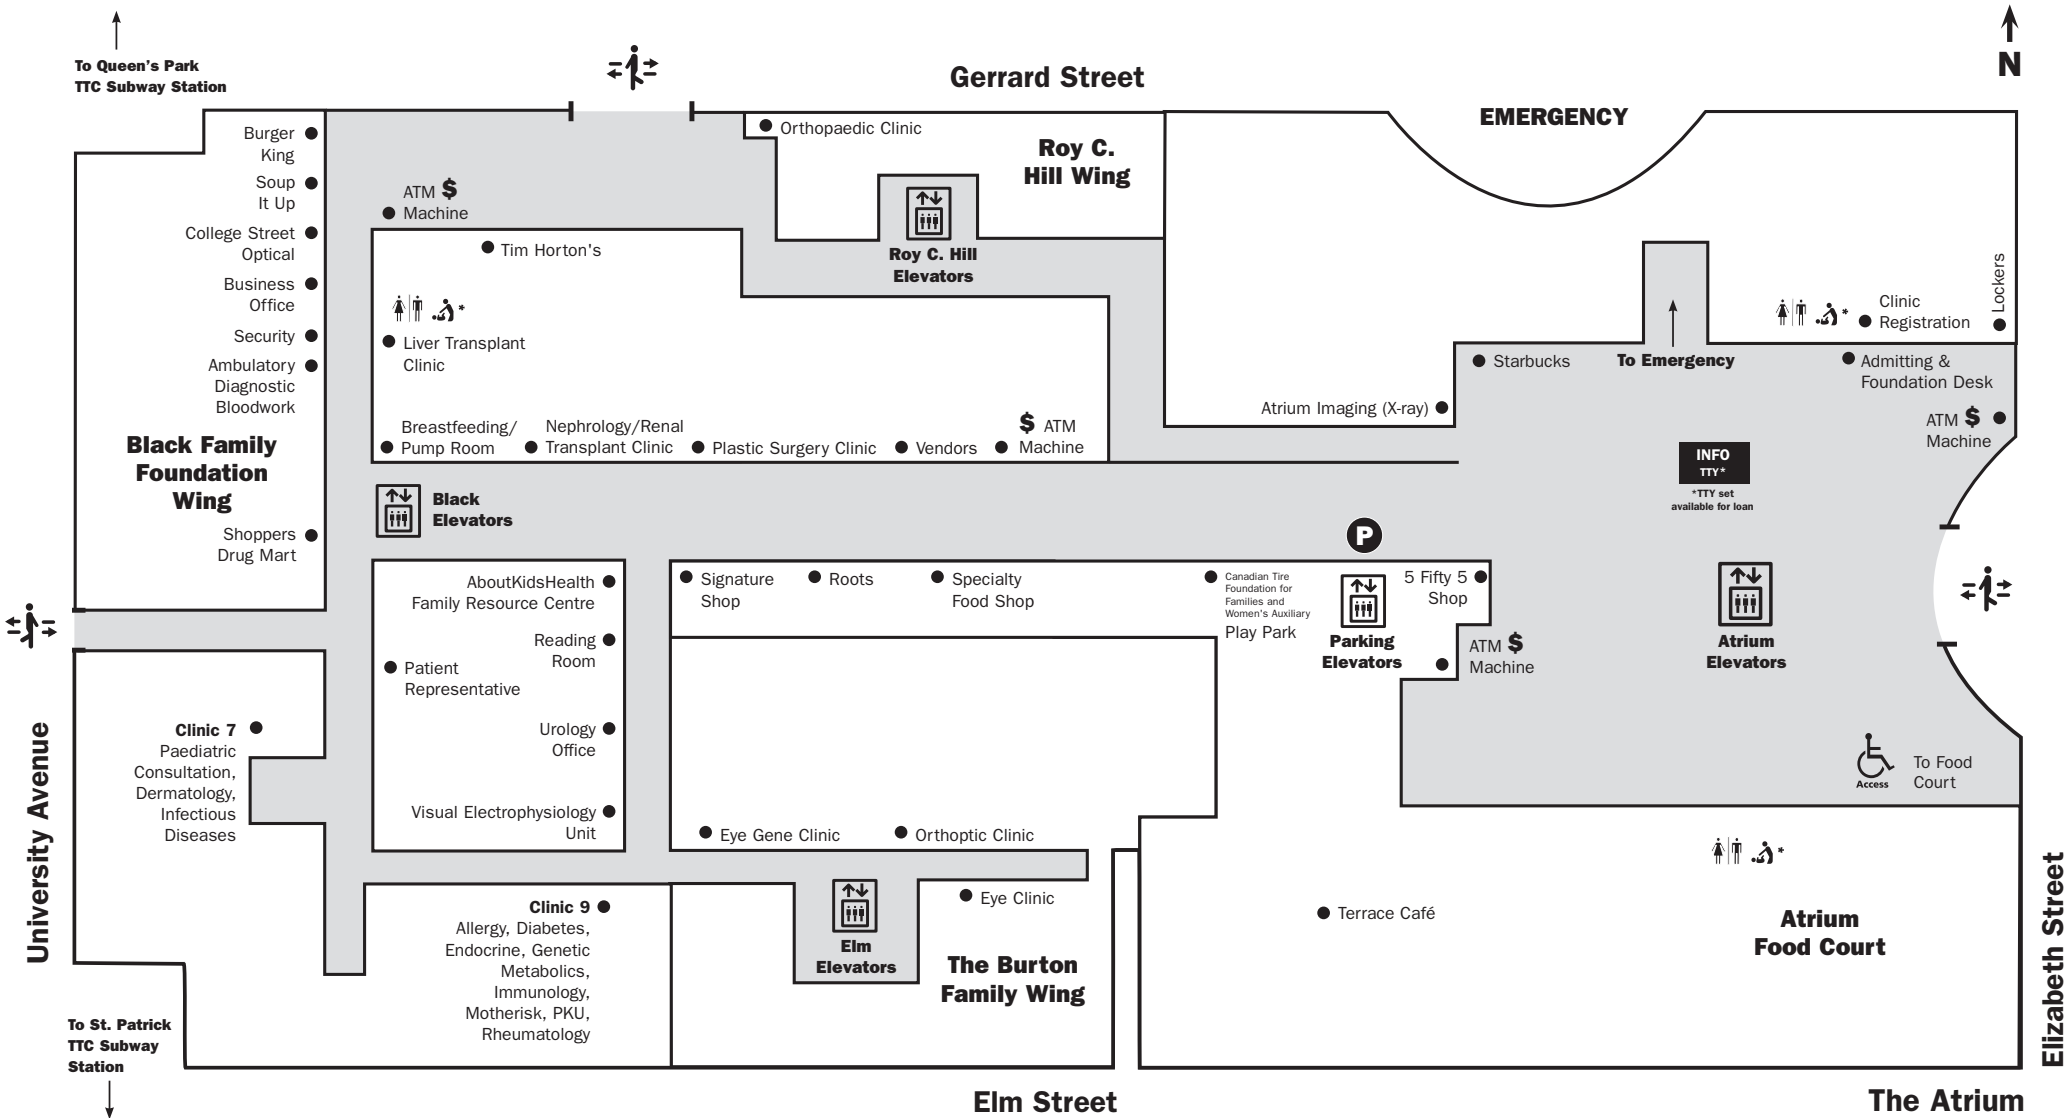 To Queen's Park
TTC Subway Station
Gerrard Street
N
EMERGENCY
Burger
King
Soup
It Up
College Street
Optical
Business
Office
Security
Ambulatory
Diagnostic
Bloodwork
Black Family
Foundation
Wing
Shoppers
Drug Mart
ATM $
Machine
Tim Horton's
*
Liver Transplant
Clinic
Breastfeeding/
Pump Room
Nephrology/Renal
Transplant Clinic
Plastic Surgery Clinic
Vendors
$ ATM
Machine
Orthopaedic Clinic
Roy C.
Hill Wing
Roy C. Hill
Elevators
Atrium Imaging (X-ray)
Starbucks
To Emergency
*
Clinic
Registration
Lockers
Admitting &
Foundation Desk
ATM $
Machine
INFO
TTY*
*TTY set
available for loan
Black
Elevators
P
AboutKidsHealth
Family Resource Centre
Reading
Room
Patient
Representative
Urology
Office
Visual Electrophysiology
Unit
Signature
Shop
Roots
Specialty
Food Shop
Canadian Tire
Foundation for
Families and
Women's Auxiliary
Play Park
Parking
Elevators
5 Fifty 5
Shop
ATM $
Machine
Atrium
Elevators
Access
To Food
Court
University Avenue
Clinic 7
Paediatric
Consultation,
Dermatology,
Infectious
Diseases
Eye Gene Clinic
Orthoptic Clinic
Clinic 9
Allergy, Diabetes,
Endocrine, Genetic
Metabolics,
Immunology,
Motherisk, PKU,
Rheumatology
Elm
Elevators
Eye Clinic
The Burton
Family Wing
Terrace Café
*
Atrium
Food Court
Elizabeth Street
To St. Patrick
TTC Subway
Station
Elm Street
The Atrium